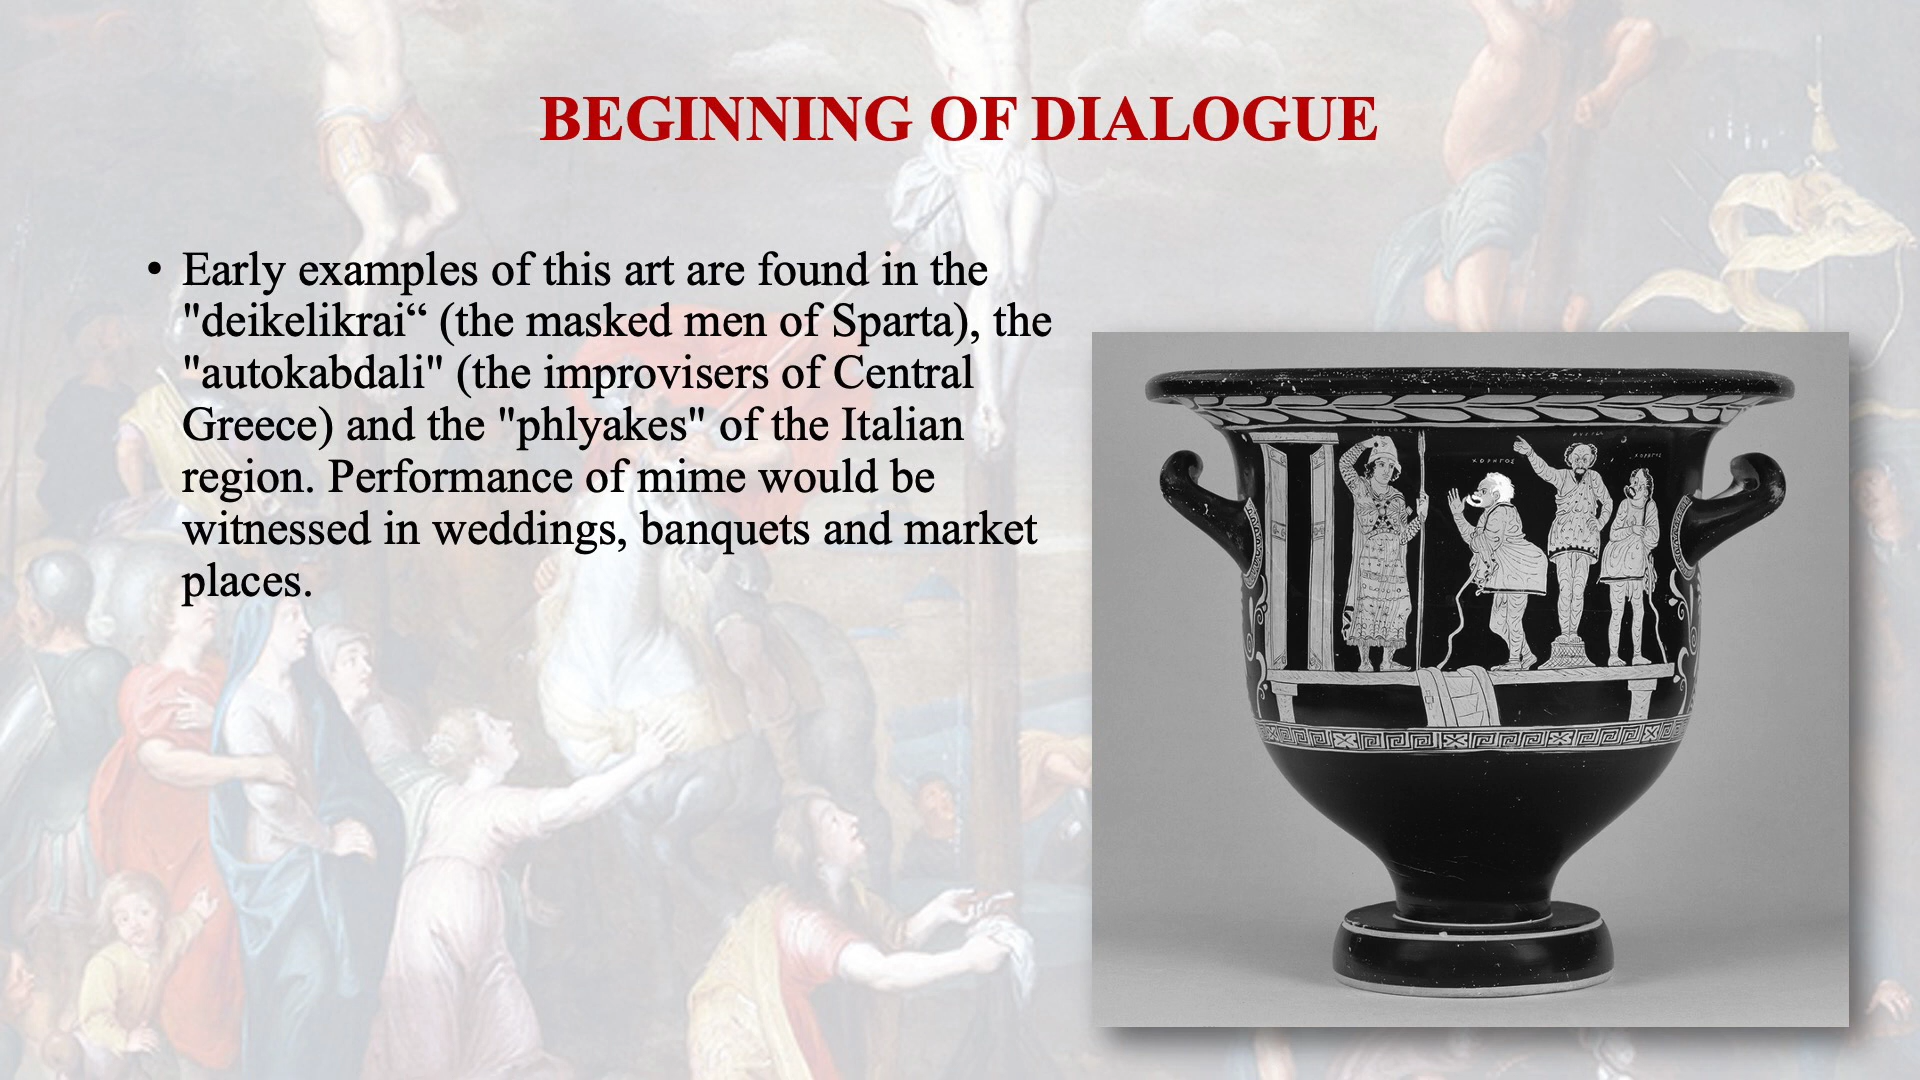 BEGINNING OF DIALOGUE
• Early examples of this art are found in the
"deikelikrai“ (the masked men of Sparta), the
"autokabdali" (the improvisers of Central
Greece) and the "phlyakes" of the Italian
region. Performance of mime would be
witnessed in weddings, banquets and market
places.
ΧΟΡΗΓΟΣ